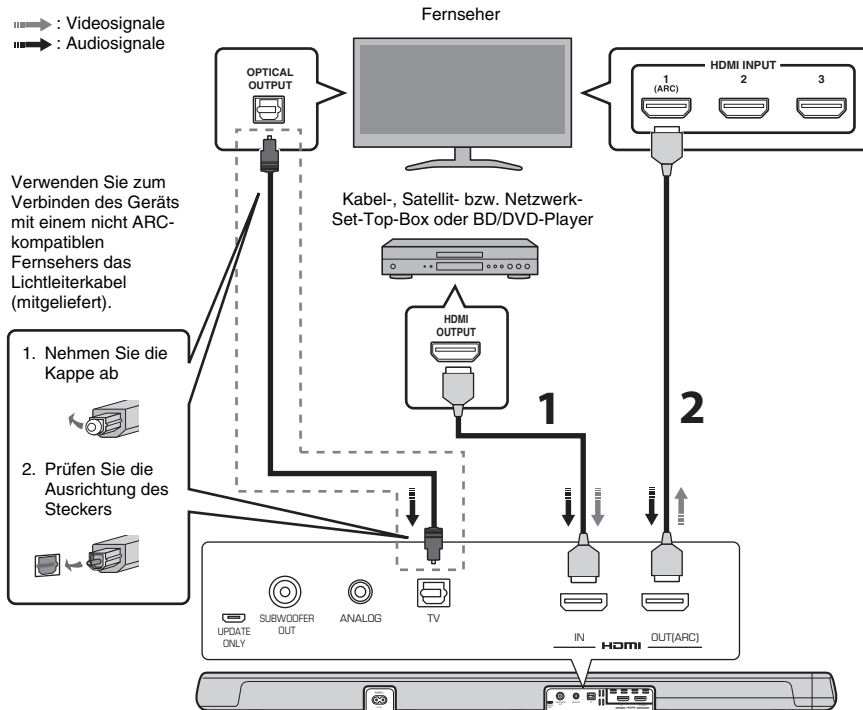 : Videosignale
: Audiosignale
Fernseher
OPTICAL
OUTPUT
HDMI INPUT
1
(ARC)
2
3
Verwenden Sie zum
Verbinden des Geräts
mit einem nicht ARC-
kompatiblen
Fernsehers das
Lichtleiterkabel
(mitgeliefert).
Kabel-, Satellit- bzw. Netzwerk-
Set-Top-Box oder BD/DVD-Player
HDMI
OUTPUT
1. Nehmen Sie die
Kappe ab
2. Prüfen Sie die
Ausrichtung des
Steckers
1
2
UPDATE
ONLY
SUBWOOFER
OUT
ANALOG
TV
IN
HDMI
OUT(ARC)